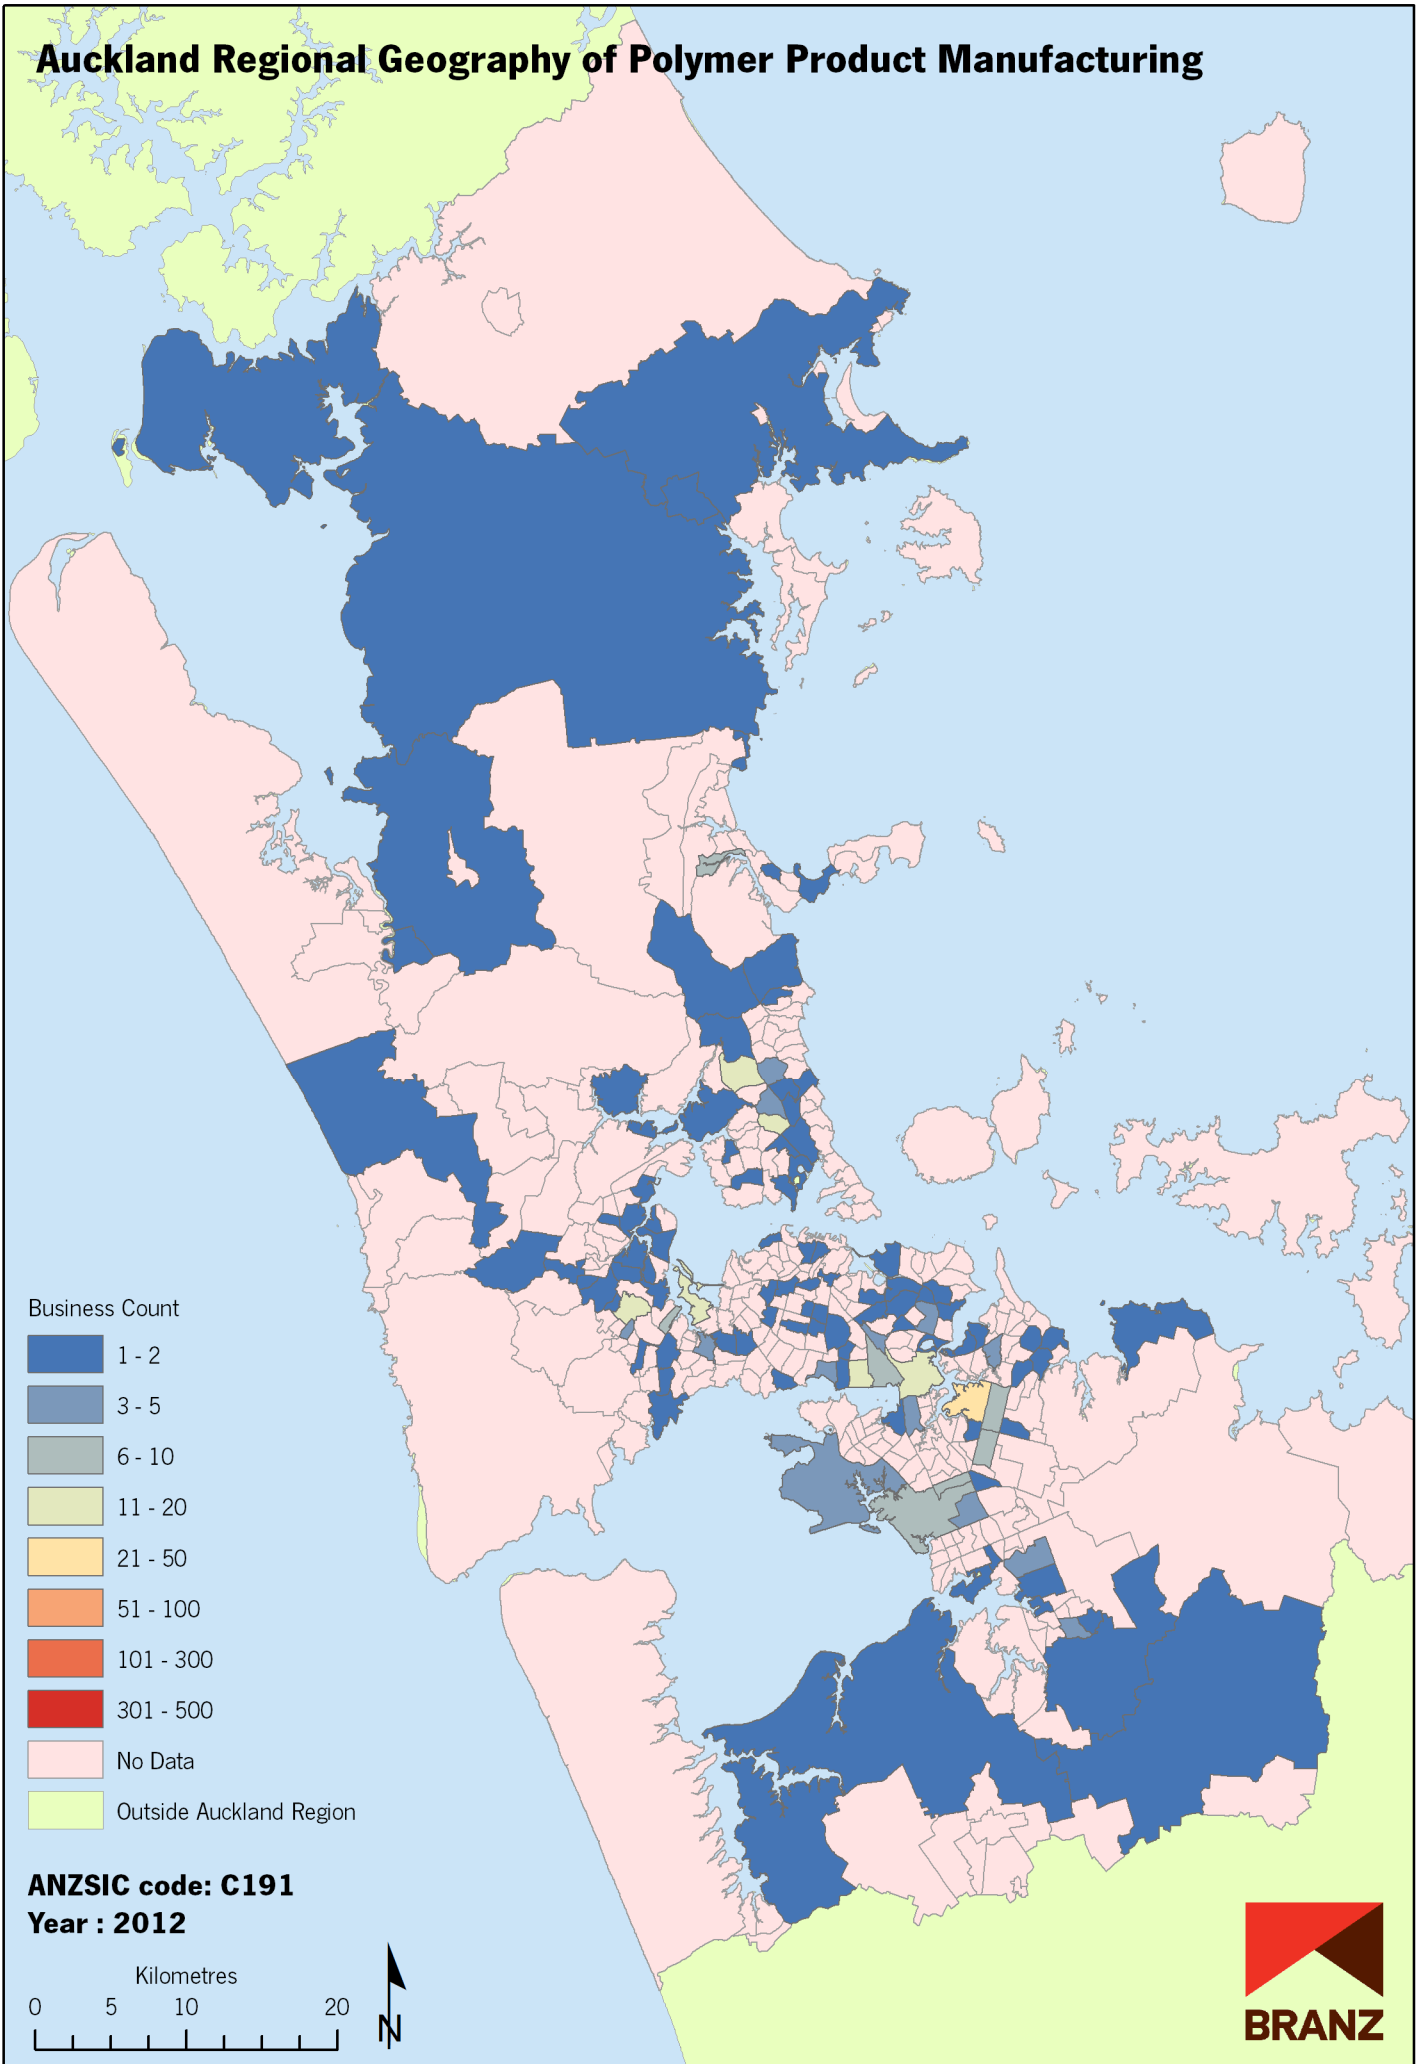 Auckland Regional Geography of Polymer Product Manufacturing
Business Count
1 - 2
3 - 5
6 - 10
11 - 20
21 - 50
51 - 100
101 - 300
301 - 500
No Data
Outside Auckland Region
ANZSIC code: C191
Year : 2012
Kilometres
0 5 10 20
N
BRANZ